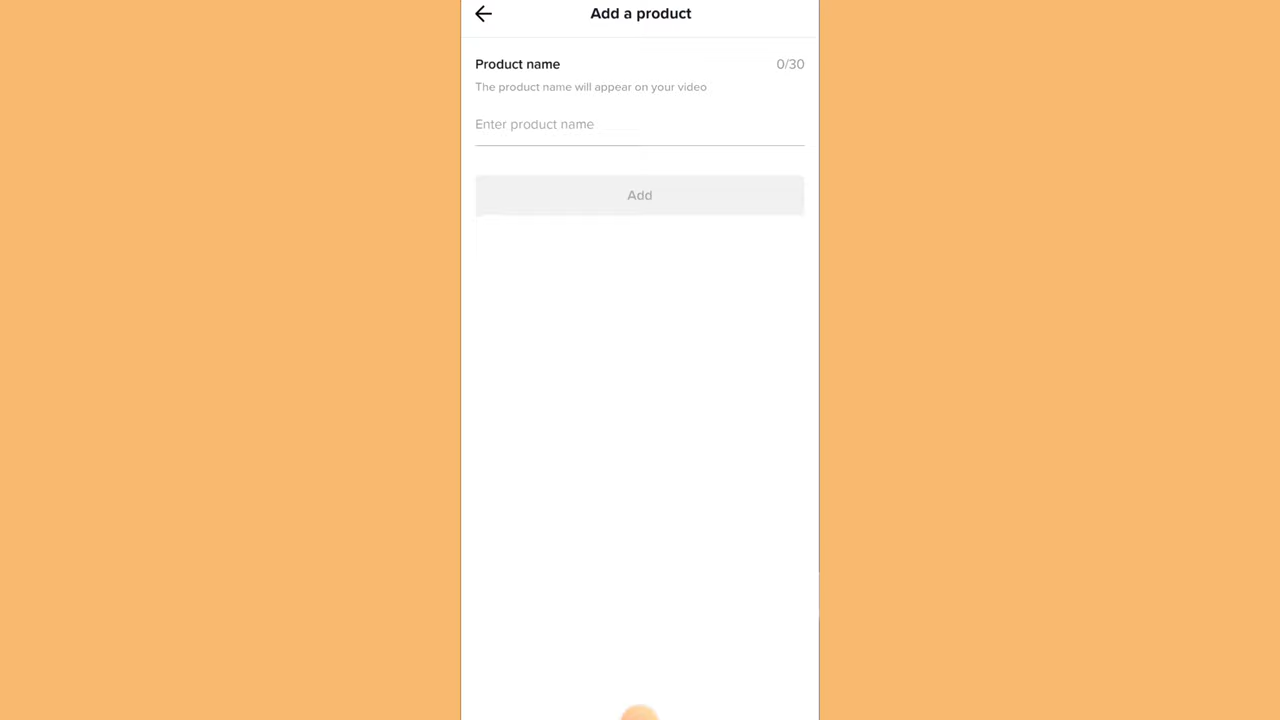 Add a product
Product name 0/30
The product name will appear on your video
Enter product name
Add